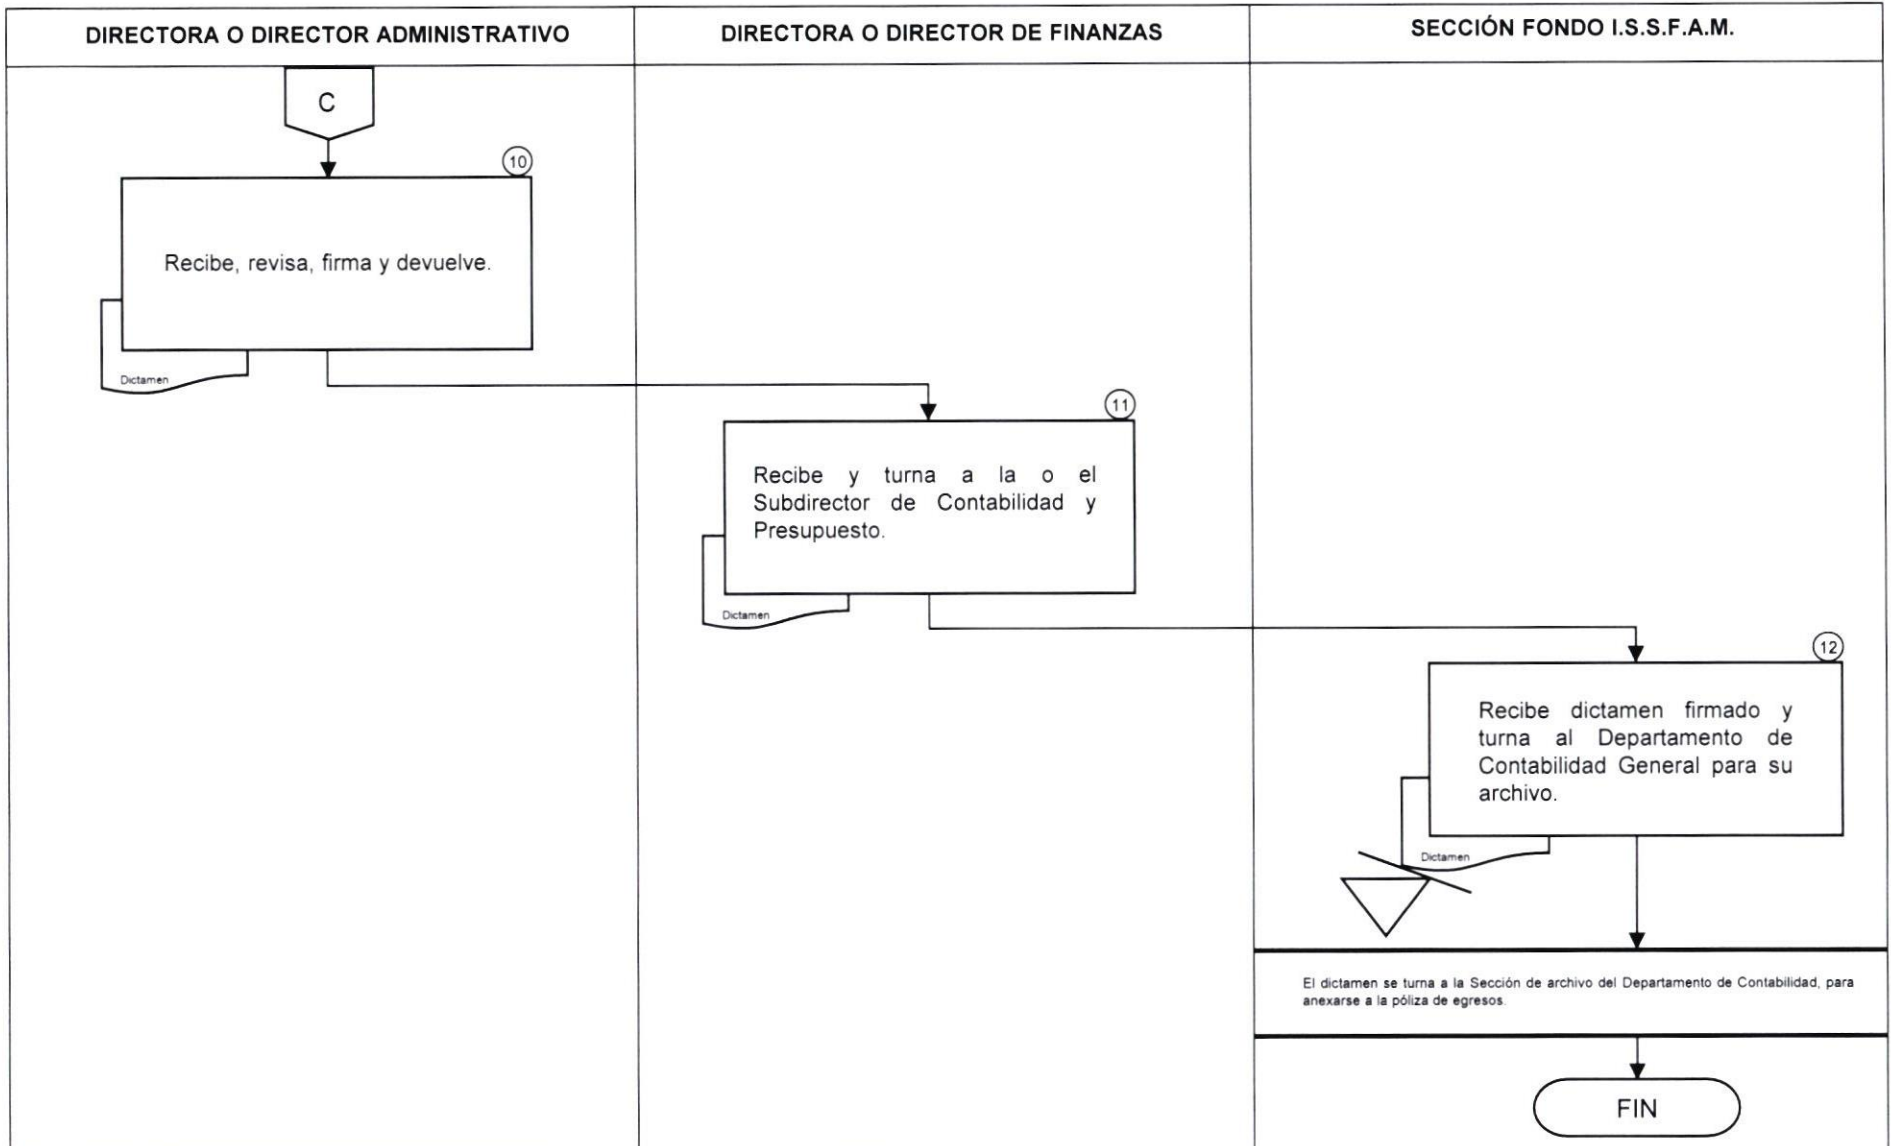 DIRECTORA O DIRECTOR ADMINISTRATIVO
DIRECTORA O DIRECTOR DE FINANZAS
SECCIÓN FONDO I.S.S.F.A.M.
C
10
Recibe, revisa, firma y devuelve.
Dictamen
11
Recibe y turna a la o el
Subdirector de Contabilidad y
Presupuesto.
Dictamen
12
Recibe dictamen firmado y
turna al Departamento de
Contabilidad General para su
archivo.
Dictamen
El dictamen se turna a la Sección de archivo del Departamento de Contabilidad, para
anexarse a la póliza de egresos.
FIN